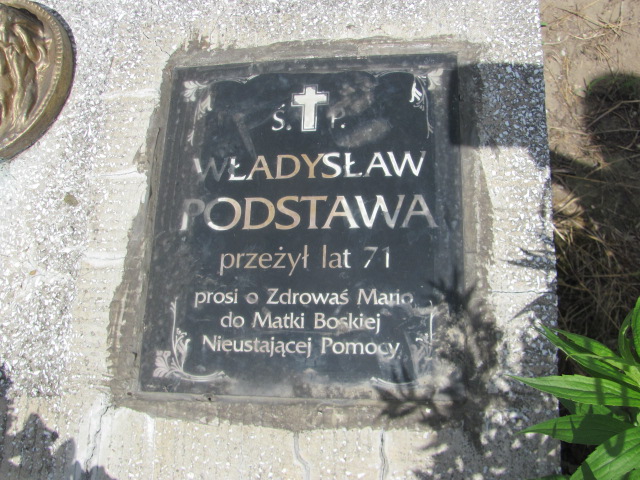 Ś. P.
WŁADYSŁAW
PODSTAWA
przeżył lat 71
prosi o Zdrowaś Mario
do Matki Boskiej
Nieustającej Pomocy